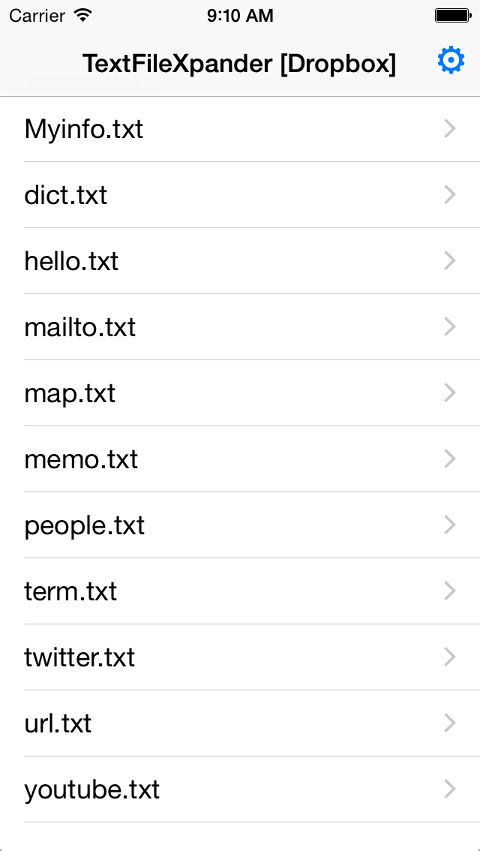 Carrier 9:10 AM
TextFileXpander [Dropbox]
Myinfo.txt
dict.txt
hello.txt
mailto.txt
map.txt
memo.txt
people.txt
term.txt
twitter.txt
url.txt
youtube.txt